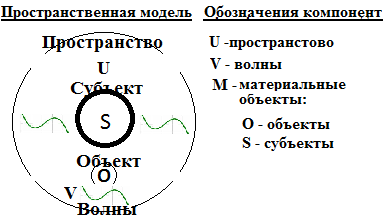 Пространственная модель
Пространство
U
Субъект
S
Объект
O
V
Волны
Обозначения компонент
U -пространстово
V - волны
M - материальные
объекты:
O - объекты
S - субъекты